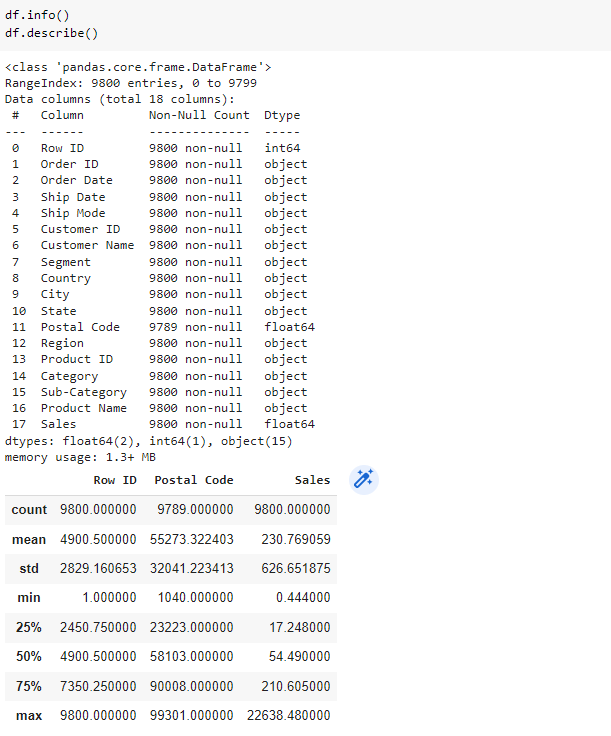 df.info()
df.describe()
<class 'pandas.core.frame.DataFrame'>
RangeIndex: 9800 entries, 0 to 9799
Data columns (total 18 columns):
 #   Column         Non-Null Count  Dtype
---  ------         --------------  -----
 0   Row ID         9800 non-null   int64
 1   Order ID       9800 non-null   object
 2   Order Date     9800 non-null   object
 3   Ship Date      9800 non-null   object
 4   Ship Mode      9800 non-null   object
 5   Customer ID    9800 non-null   object
 6   Customer Name  9800 non-null   object
 7   Segment        9800 non-null   object
 8   Country        9800 non-null   object
 9   City           9800 non-null   object
 10  State          9800 non-null   object
 11  Postal Code    9789 non-null   float64
 12  Region         9800 non-null   object
 13  Product ID     9800 non-null   object
 14  Category       9800 non-null   object
 15  Sub-Category   9800 non-null   object
 16  Product Name   9800 non-null   object
 17  Sales          9800 non-null   float64
dtypes: float64(2), int64(1), object(15)
memory usage: 1.3+ MB
Row ID Postal Code Sales
count 9800.000000 9789.000000 9800.000000
mean 4900.500000 55273.322403 230.769059
std 2829.160653 32041.223413 626.651875
min 1.000000 1040.000000 0.444000
25% 2450.750000 23223.000000 17.248000
50% 4900.500000 58103.000000 54.490000
75% 7350.250000 90008.000000 210.605000
max 9800.000000 99301.000000 22638.480000